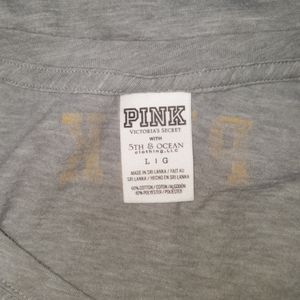 PINK
VICTORIA'S SECRET
WITH
5TH & OCEAN
clothing, LLC
L | G
MADE IN SRI LANKA / FAIT AU
SRI LANKA / HECHO EN SRI LANKA
60% COTTON / COTON / ALGODÓN
40% POLYESTER / POLYESTER